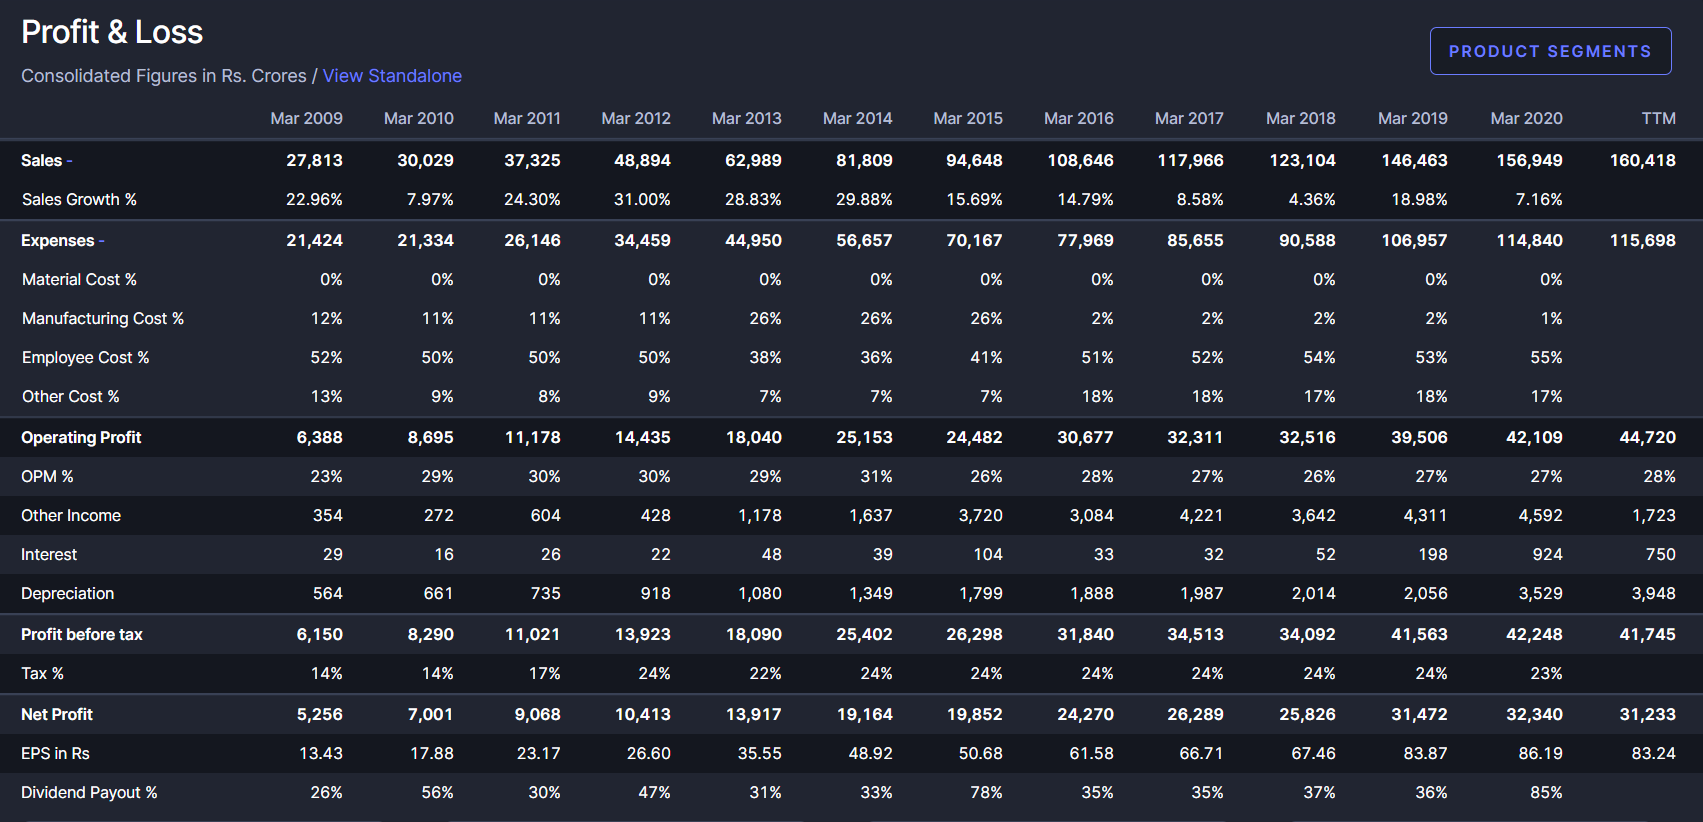 Profit & Loss
PRODUCT SEGMENTS
Consolidated Figures in Rs. Crores / View Standalone
Mar 2009 Mar 2010 Mar 2011 Mar 2012 Mar 2013 Mar 2014 Mar 2015 Mar 2016 Mar 2017 Mar 2018 Mar 2019 Mar 2020 TTM
Sales - 27,813 30,029 37,325 48,894 62,989 81,809 94,648 108,646 117,966 123,104 146,463 156,949 160,418
Sales Growth % 22.96% 7.97% 24.30% 31.00% 28.83% 29.88% 15.69% 14.79% 8.58% 4.36% 18.98% 7.16%
Expenses - 21,424 21,334 26,146 34,459 44,950 56,657 70,167 77,969 85,655 90,588 106,957 114,840 115,698
Material Cost % 0% 0% 0% 0% 0% 0% 0% 0% 0% 0% 0% 0%
Manufacturing Cost % 12% 11% 11% 11% 26% 26% 26% 2% 2% 2% 2% 1%
Employee Cost % 52% 50% 50% 50% 38% 36% 41% 51% 52% 54% 53% 55%
Other Cost % 13% 9% 8% 9% 7% 7% 7% 18% 18% 17% 18% 17%
Operating Profit 6,388 8,695 11,178 14,435 18,040 25,153 24,482 30,677 32,311 32,516 39,506 42,109 44,720
OPM % 23% 29% 30% 30% 29% 31% 26% 28% 27% 26% 27% 27% 28%
Other Income 354 272 604 428 1,178 1,637 3,720 3,084 4,221 3,642 4,311 4,592 1,723
Interest 29 16 26 22 48 39 104 33 32 52 198 924 750
Depreciation 564 661 735 918 1,080 1,349 1,799 1,888 1,987 2,014 2,056 3,529 3,948
Profit before tax 6,150 8,290 11,021 13,923 18,090 25,402 26,298 31,840 34,513 34,092 41,563 42,248 41,745
Tax % 14% 14% 17% 24% 22% 24% 24% 24% 24% 24% 24% 23%
Net Profit 5,256 7,001 9,068 10,413 13,917 19,164 19,852 24,270 26,289 25,826 31,472 32,340 31,233
EPS in Rs 13.43 17.88 23.17 26.60 35.55 48.92 50.68 61.58 66.71 67.46 83.87 86.19 83.24
Dividend Payout % 26% 56% 30% 47% 31% 33% 78% 35% 35% 37% 36% 85%